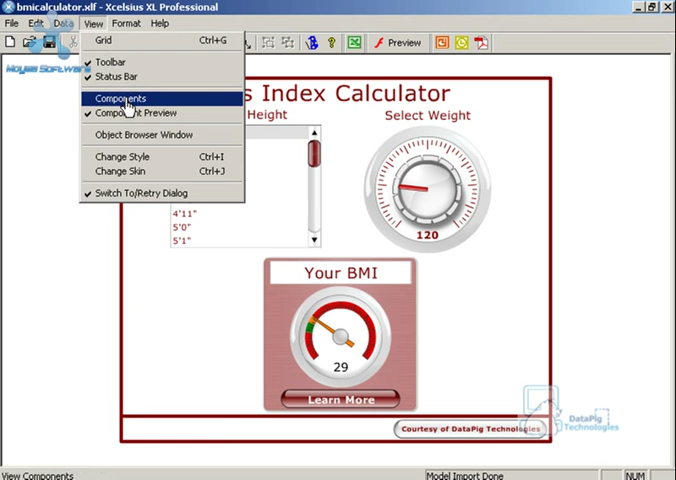 bmicalculator.xlf - Xcelsius XL Professional
File Edit Data View Format Help
Preview
Moyea Software
Grid Ctrl+G
Toolbar
Status Bar
Components
Component Preview
Object Browser Window
Change Style Ctrl+I
Change Skin Ctrl+J
Switch To/Retry Dialog
s Index Calculator
Height
Select Weight
4'11"
5'0"
5'1"
120
Your BMI
29
Learn More
Courtesy of DataPig Technologies
DataPig
Technologies
View Components
Model Import Done
NUM